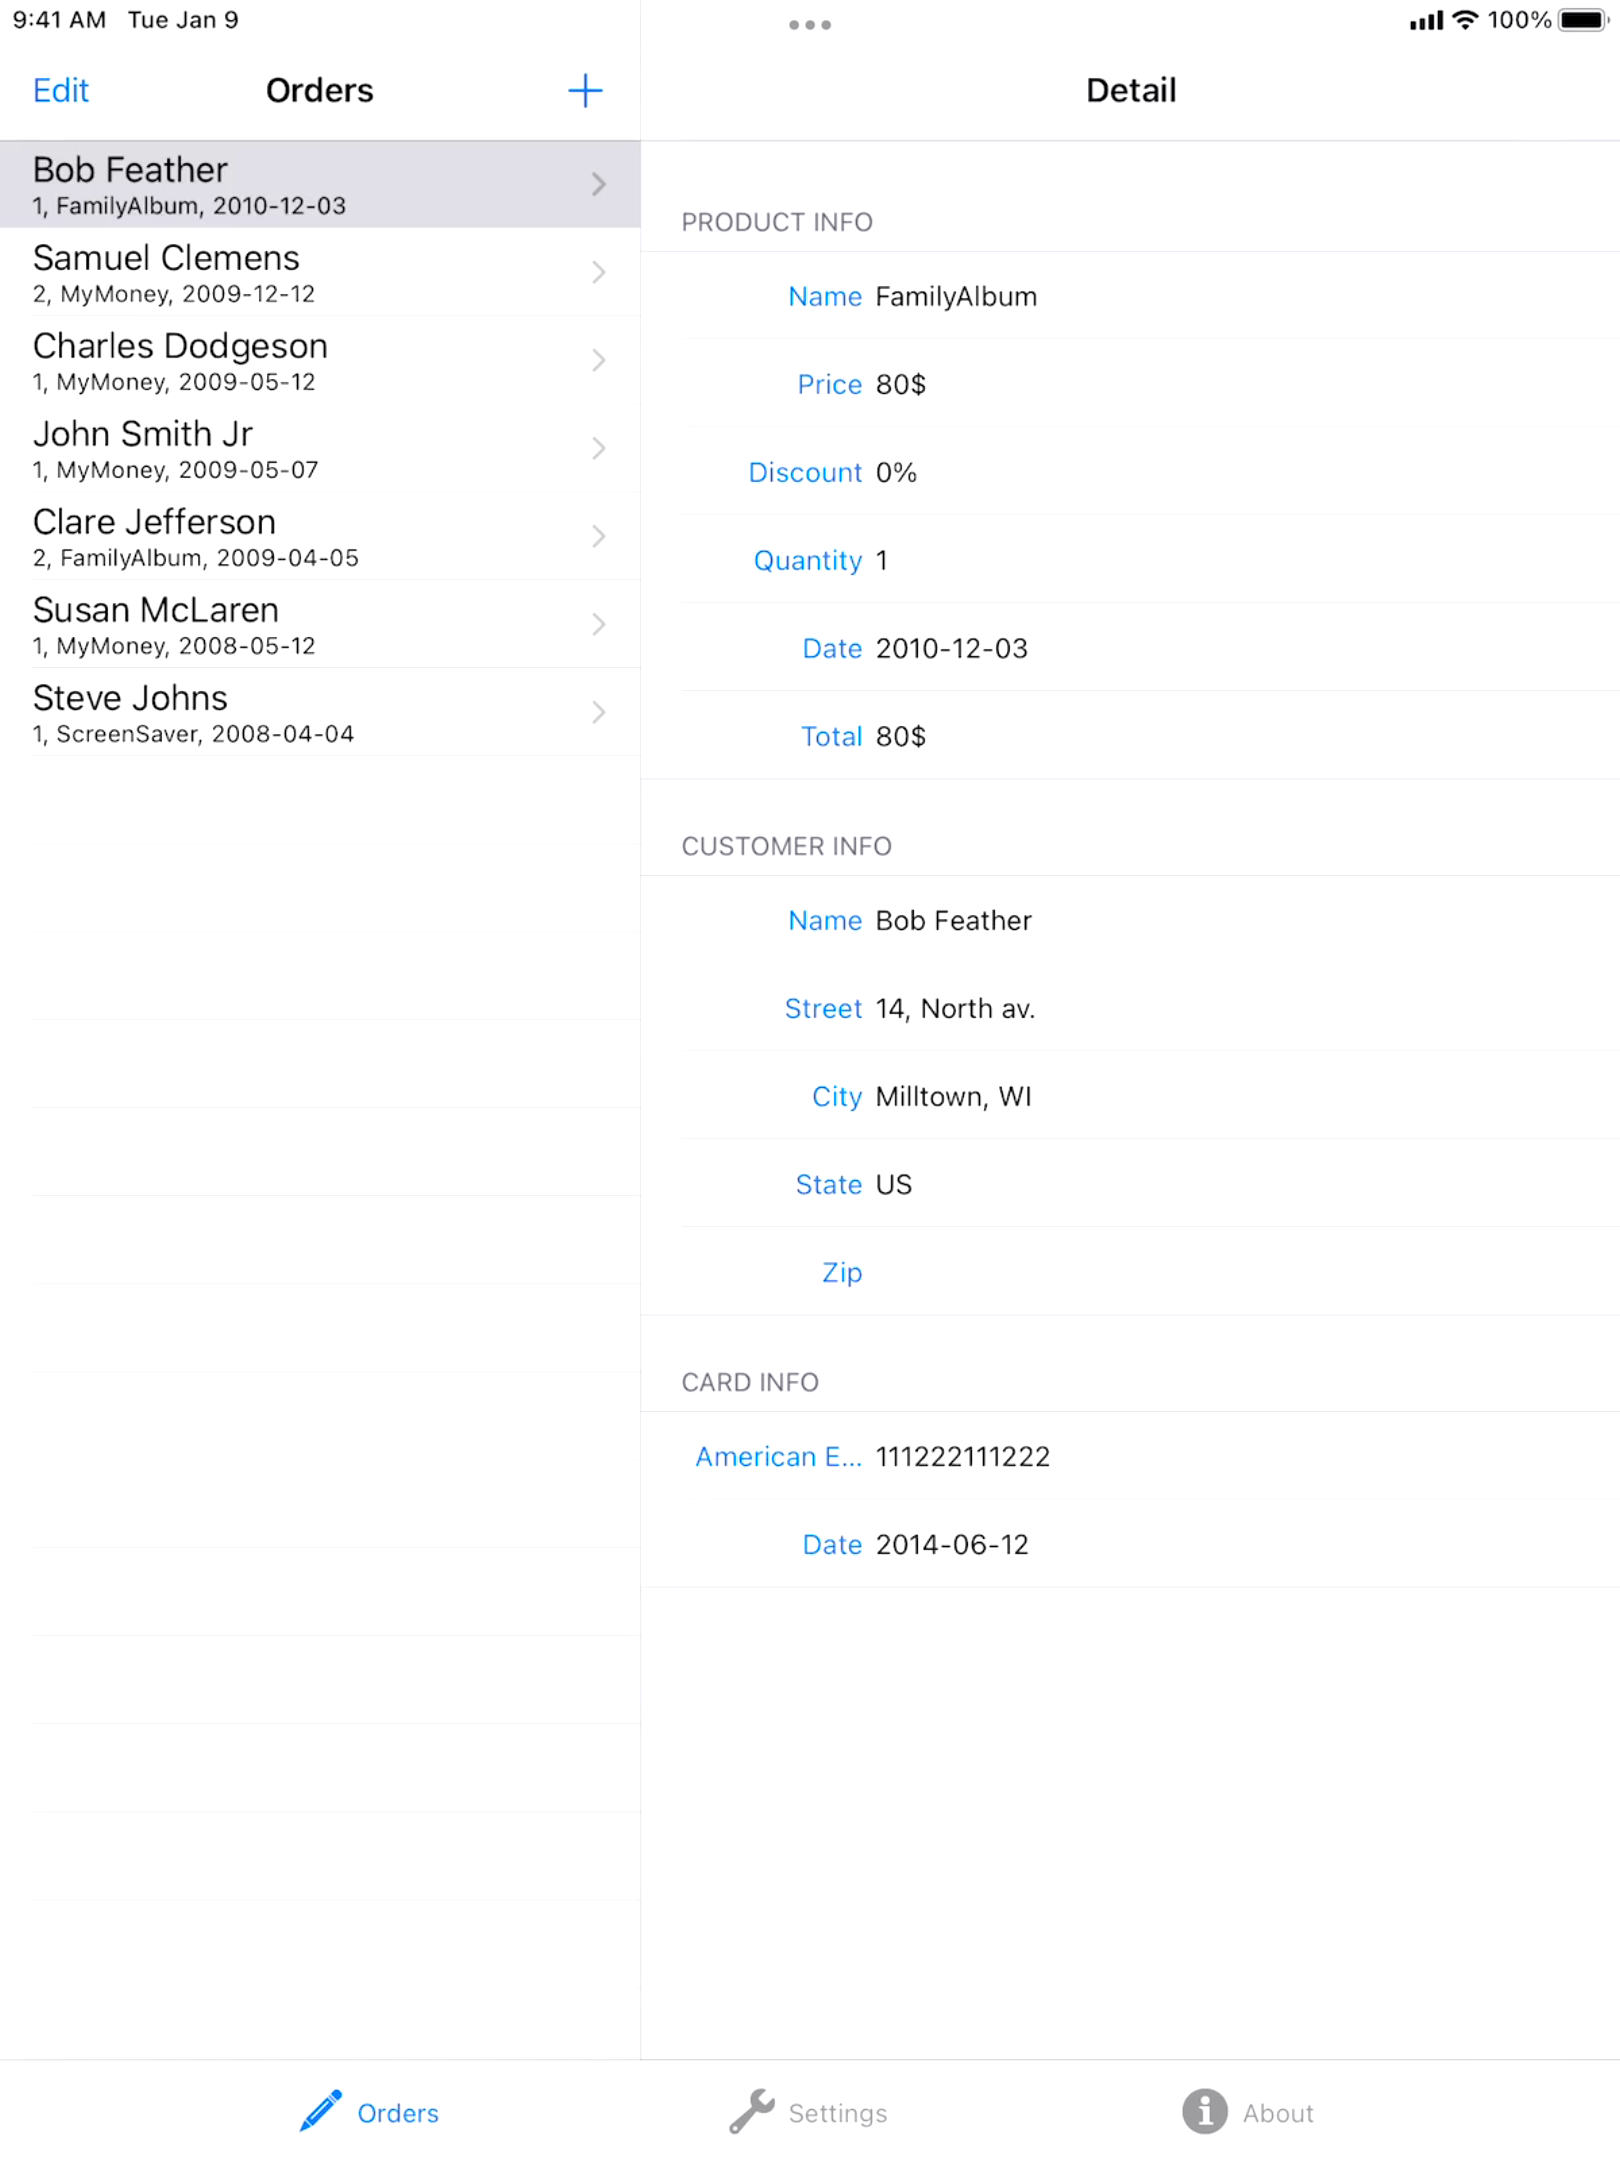 9:41 AM Tue Jan 9
100%
Edit
Orders
Detail
Bob Feather
1, FamilyAlbum, 2010-12-03
Samuel Clemens
2, MyMoney, 2009-12-12
Charles Dodgeson
1, MyMoney, 2009-05-12
John Smith Jr
1, MyMoney, 2009-05-07
Clare Jefferson
2, FamilyAlbum, 2009-04-05
Susan McLaren
1, MyMoney, 2008-05-12
Steve Johns
1, ScreenSaver, 2008-04-04
PRODUCT INFO
Name FamilyAlbum
Price 80$
Discount 0%
Quantity 1
Date 2010-12-03
Total 80$
CUSTOMER INFO
Name Bob Feather
Street 14, North av.
City Milltown, WI
State US
Zip
CARD INFO
American E... 111222111222
Date 2014-06-12
Orders
Settings
About